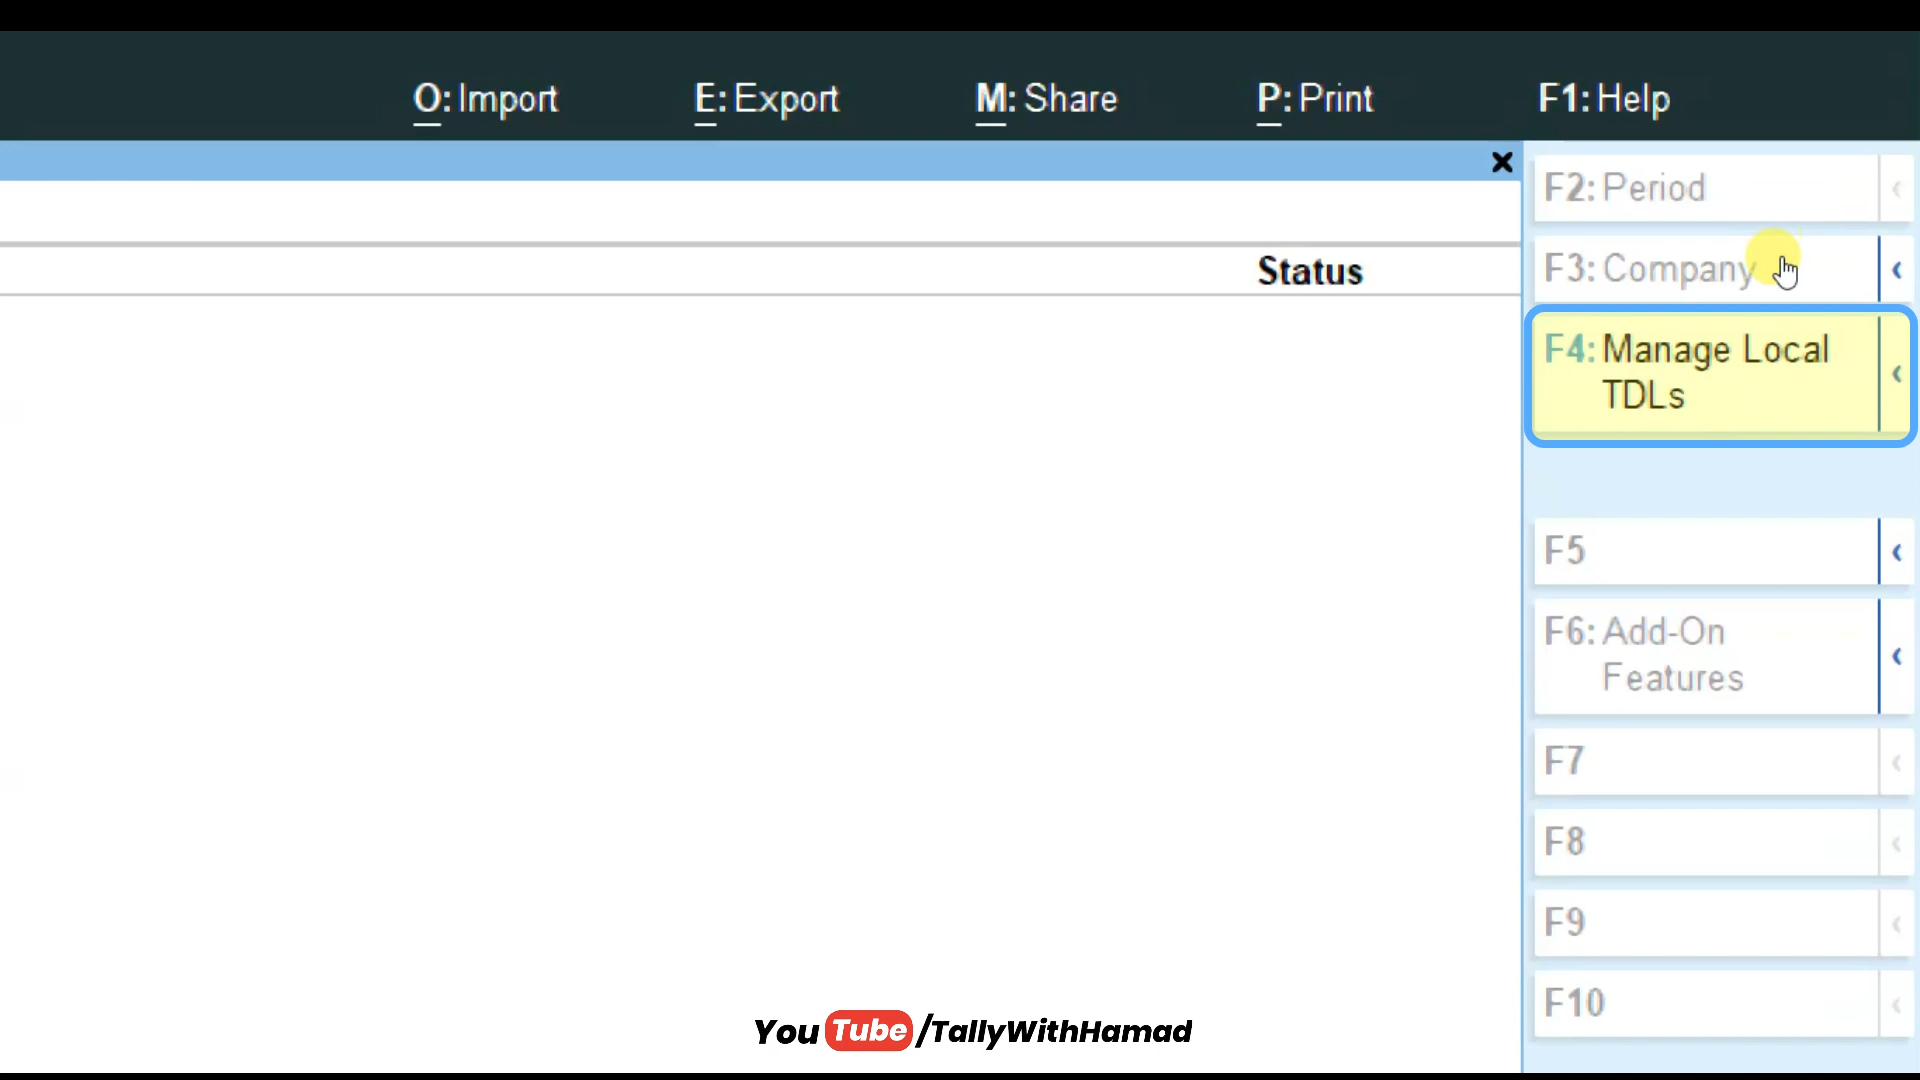 O: Import E: Export M: Share P: Print F1: Help
F2: Period
F3: Company
Status
F4: Manage Local
TDLs
F5
F6: Add-On
Features
F7
F8
F9
F10
YouTube/TallyWithHamad